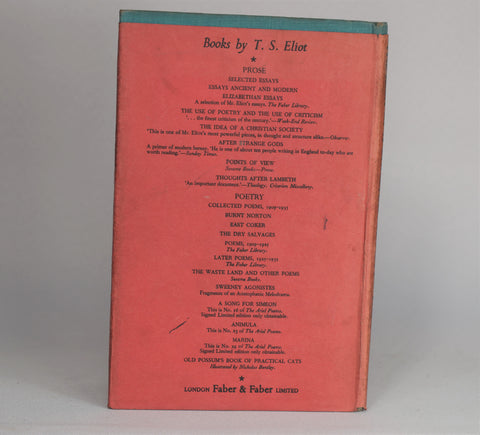 Books by T. S. Eliot
★
PROSE
SELECTED ESSAYS
ESSAYS ANCIENT AND MODERN
ELIZABETHAN ESSAYS
A selection of Mr. Eliot's essays. The Faber Library.
THE USE OF POETRY AND THE USE OF CRITICISM
'. . . the finest criticism of the century.'—Week-End Review.
THE IDEA OF A CHRISTIAN SOCIETY
'This is one of Mr. Eliot's most powerful pieces, in thought and structure alike.—Observer.
AFTER STRANGE GODS
A primer of modern heresy. 'He is one of about ten people writing in England to-day who are
worth reading.'—Sunday Times.
POINTS OF VIEW
Sesame Books—Prose.
THOUGHTS AFTER LAMBETH
'An important document.'—Theology. Criterion Miscellany.
POETRY
COLLECTED POEMS, 1909-1935
BURNT NORTON
EAST COKER
THE DRY SALVAGES
POEMS, 1909-1925
The Faber Library.
LATER POEMS, 1925-1935
The Faber Library.
THE WASTE LAND AND OTHER POEMS
Sesame Books.
SWEENEY AGONISTES
Fragments of an Aristophanic Melodrama.
A SONG FOR SIMEON
This is No. 16 of The Ariel Poems.
Signed Limited edition only obtainable.
ANIMULA
This is No. 23 of The Ariel Poems.
MARINA
This is No. 29 of The Ariel Poems.
Signed Limited edition only obtainable.
OLD POSSUM'S BOOK OF PRACTICAL CATS
Illustrated by Nicholas Bentley.
★
LONDON Faber & Faber LIMITED